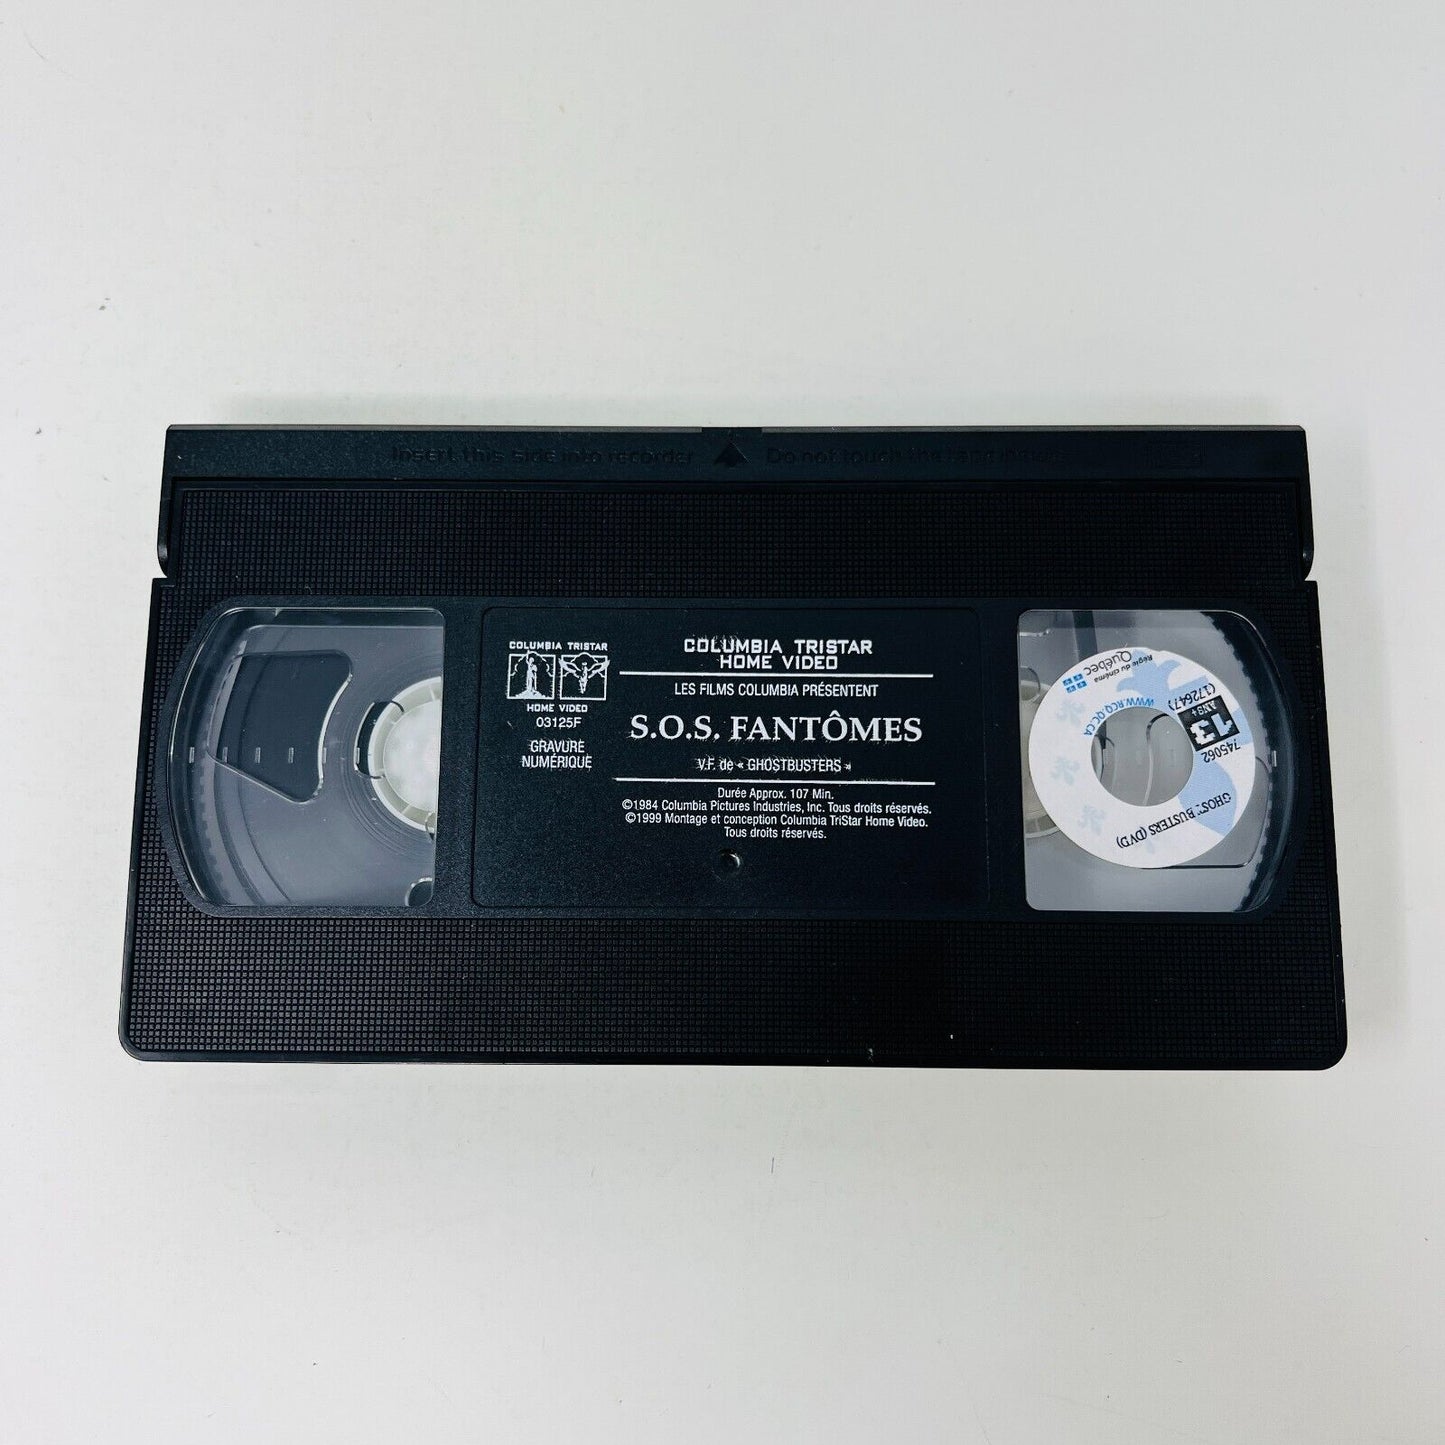 Insert this side into recorder
Do not touch the tape inside
COLUMBIA TRISTAR
HOME VIDEO
03125F
GRAVURE
NUMÉRIQUE
COLUMBIA TRISTAR
HOME VIDEO
LES FILMS COLUMBIA PRÉSENTENT
S.O.S. FANTÔMES
V.F. de « GHOSTBUSTERS »
Durée Approx. 107 Min.
©1984 Columbia Pictures Industries, Inc. Tous droits réservés.
©1999 Montage et conception Columbia TriStar Home Video.
Tous droits réservés.
Régie du cinéma
Québec
WWW.RCQ.QC.CA
(172647)
13
ANS+
745062
GHOST BUSTERS (DVD)